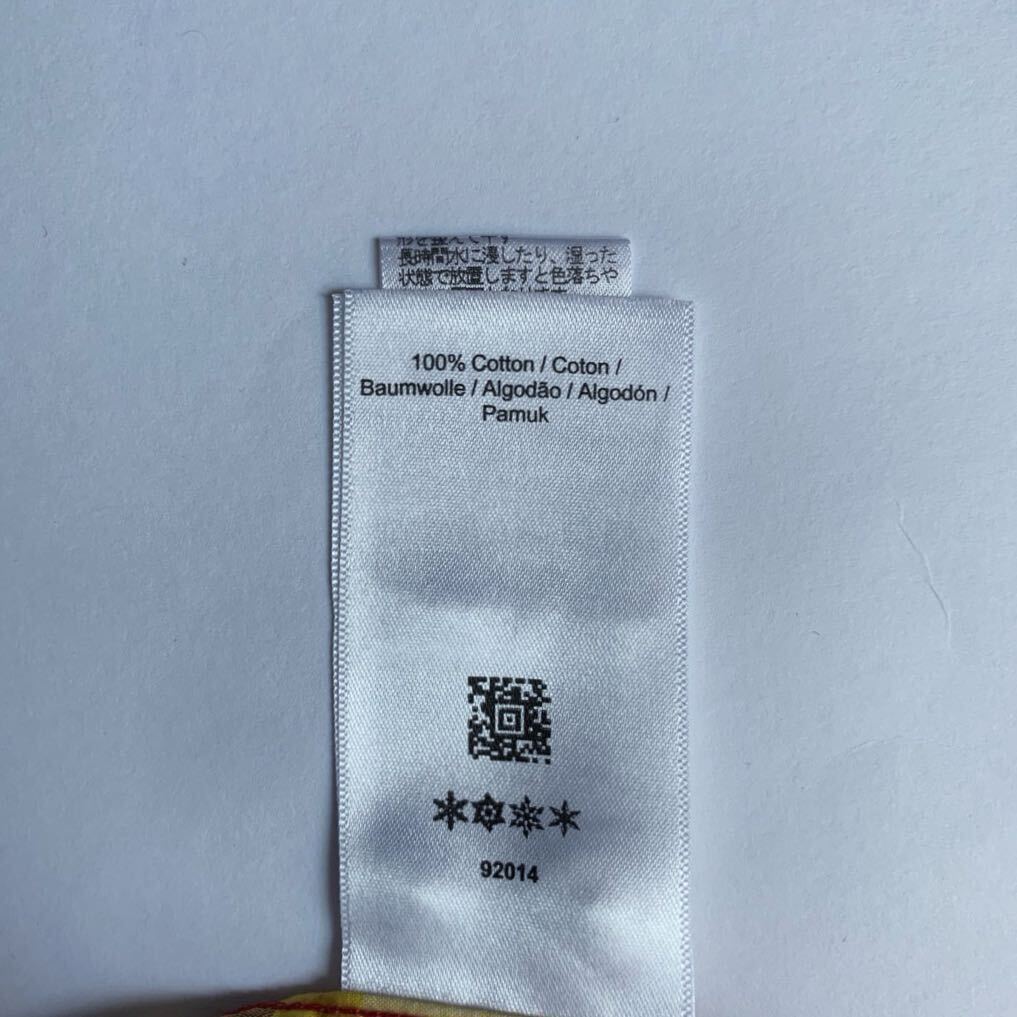 長時間水に浸したり、湿った
状態で放置しますと色落ちや
100% Cotton / Coton /
Baumwolle / Algodão / Algodón /
Pamuk
92014